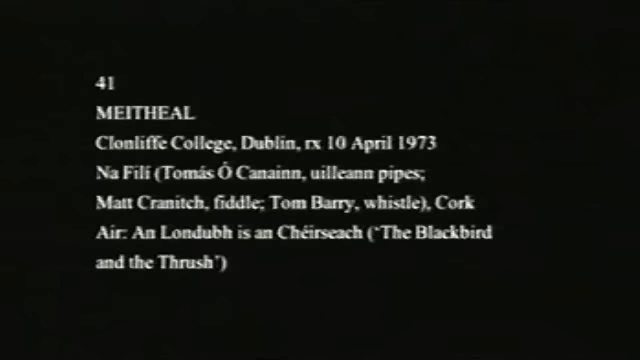 41
MEITHEAL
Clonliffe College, Dublin, rx 10 April 1973
Na Filí (Tomás Ó Canainn, uilleann pipes;
Matt Cranitch, fiddle; Tom Barry, whistle), Cork
Air: An Londubh is an Chéirseach (‘The Blackbird
and the Thrush’)